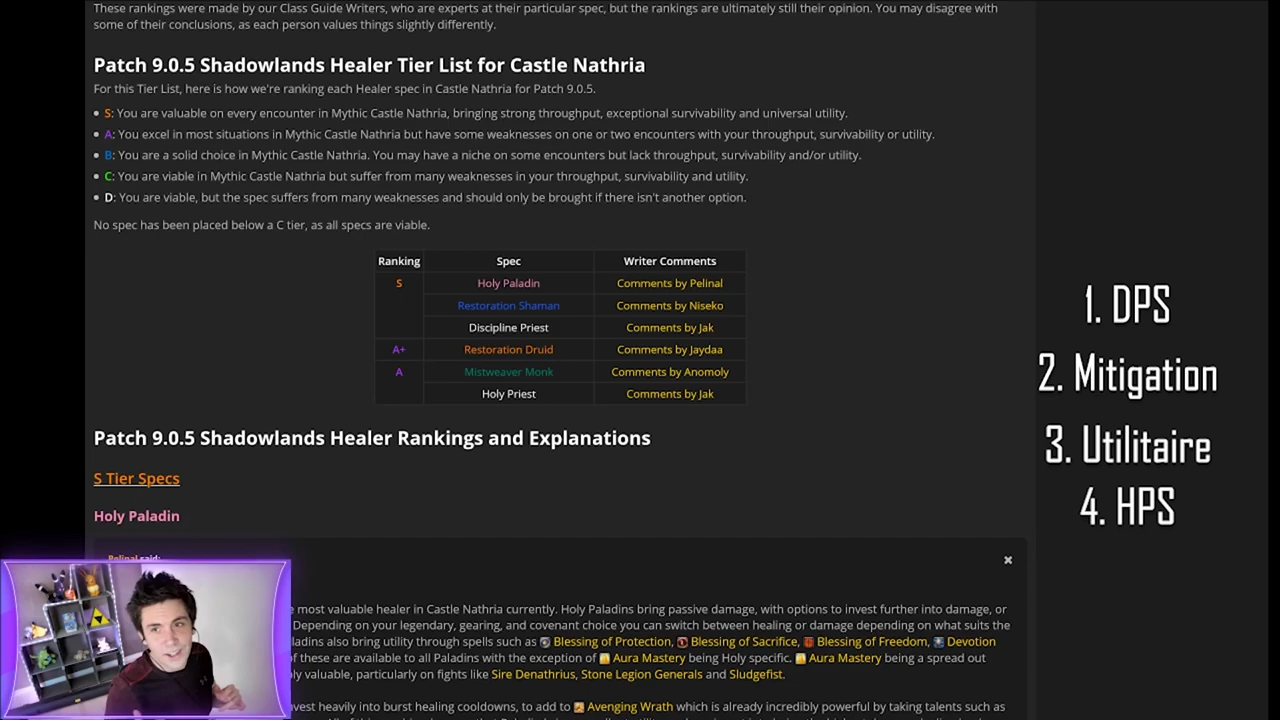 These rankings were made by our Class Guide Writers, who are experts at their particular spec, but the rankings are ultimately still their opinion. You may disagree with
some of their conclusions, as each person values things slightly differently.
Patch 9.0.5 Shadowlands Healer Tier List for Castle Nathria
For this Tier List, here is how we're ranking each Healer spec in Castle Nathria for Patch 9.0.5.
• S: You are valuable on every encounter in Mythic Castle Nathria, bringing strong throughput, exceptional survivability and universal utility.
• A: You excel in most situations in Mythic Castle Nathria but have some weaknesses on one or two encounters with your throughput, survivability or utility.
• B: You are a solid choice in Mythic Castle Nathria. You may have a niche on some encounters but lack throughput, survivability and/or utility.
• C: You are viable in Mythic Castle Nathria but suffer from many weaknesses in your throughput, survivability and utility.
• D: You are viable, but the spec suffers from many weaknesses and should only be brought if there isn't another option.
No spec has been placed below a C tier, as all specs are viable.
Ranking Spec Writer Comments
S Holy Paladin Comments by Pelinal
Restoration Shaman Comments by Niseko
Discipline Priest Comments by Jak
A+ Restoration Druid Comments by Jaydaa
A Mistweaver Monk Comments by Anomoly
Holy Priest Comments by Jak
1. DPS
2. Mitigation
3. Utilitaire
4. HPS
Patch 9.0.5 Shadowlands Healer Rankings and Explanations
S Tier Specs
Holy Paladin
Pelinal said:
most valuable healer in Castle Nathria currently. Holy Paladins bring passive damage, with options to invest further into damage, or
Depending on your legendary, gearing, and covenant choice you can switch between healing or damage depending on what suits the
ladins also bring utility through spells such as Blessing of Protection, Blessing of Sacrifice, Blessing of Freedom, Devotion
of these are available to all Paladins with the exception of Aura Mastery being Holy specific. Aura Mastery being a spread out
valuable, particularly on fights like Sire Denathrius, Stone Legion Generals and Sludgefist.
nvest heavily into burst healing cooldowns, to add to Avenging Wrath which is already incredibly powerful by taking talents such as